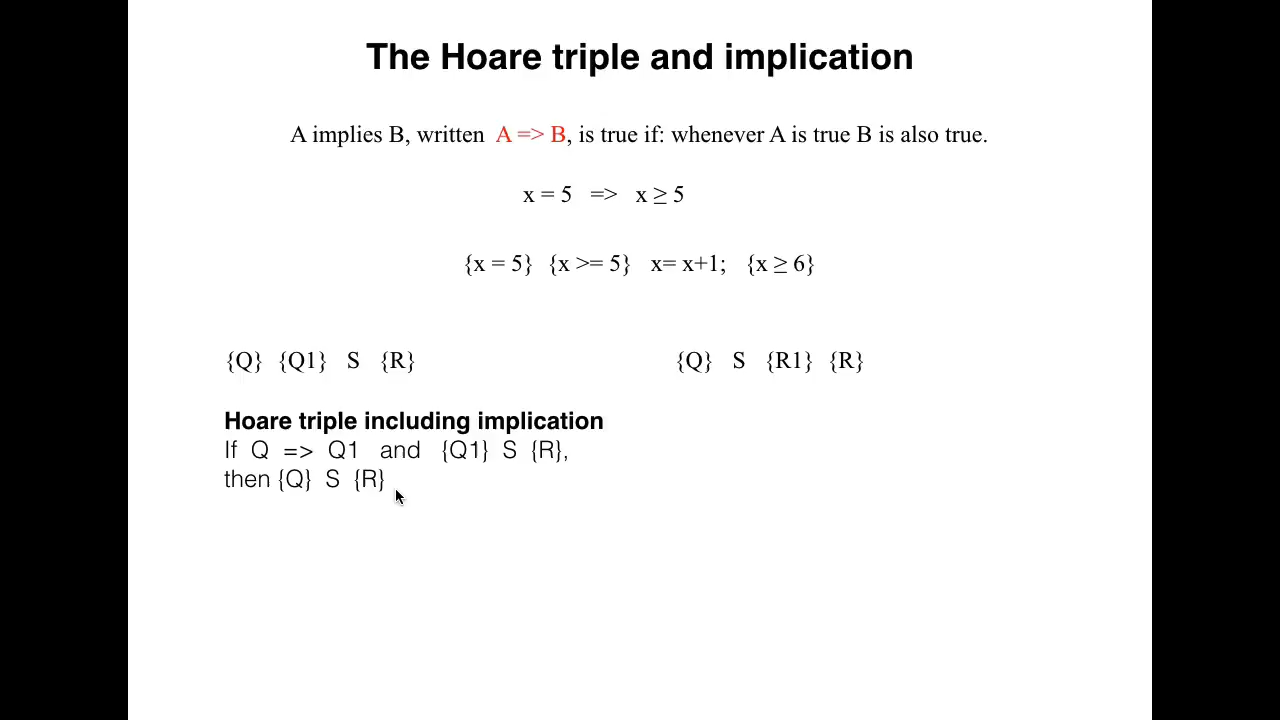 The Hoare triple and implication
A implies B, written A => B, is true if: whenever A is true B is also true.
x = 5 => x ≥ 5
{x = 5} {x >= 5} x= x+1; {x ≥ 6}
{Q} {Q1} S {R}
{Q} S {R1} {R}
Hoare triple including implication
If Q => Q1 and {Q1} S {R},
then {Q} S {R}